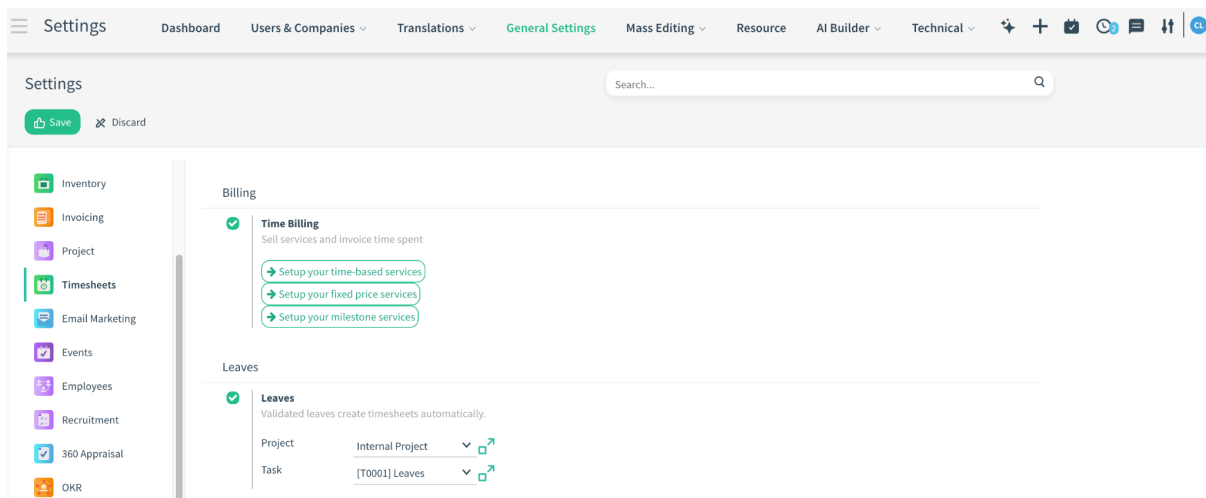 Settings Dashboard Users & Companies Translations General Settings Mass Editing Resource AI Builder Technical 2 CL
Settings
Search...
Save Discard
Inventory
Invoicing
Project
Timesheets
Email Marketing
Events
Employees
Recruitment
360 Appraisal
OKR
Billing
Time Billing
Sell services and invoice time spent
Setup your time-based services
Setup your fixed price services
Setup your milestone services
Leaves
Leaves
Validated leaves create timesheets automatically.
Project Internal Project
Task [T0001] Leaves